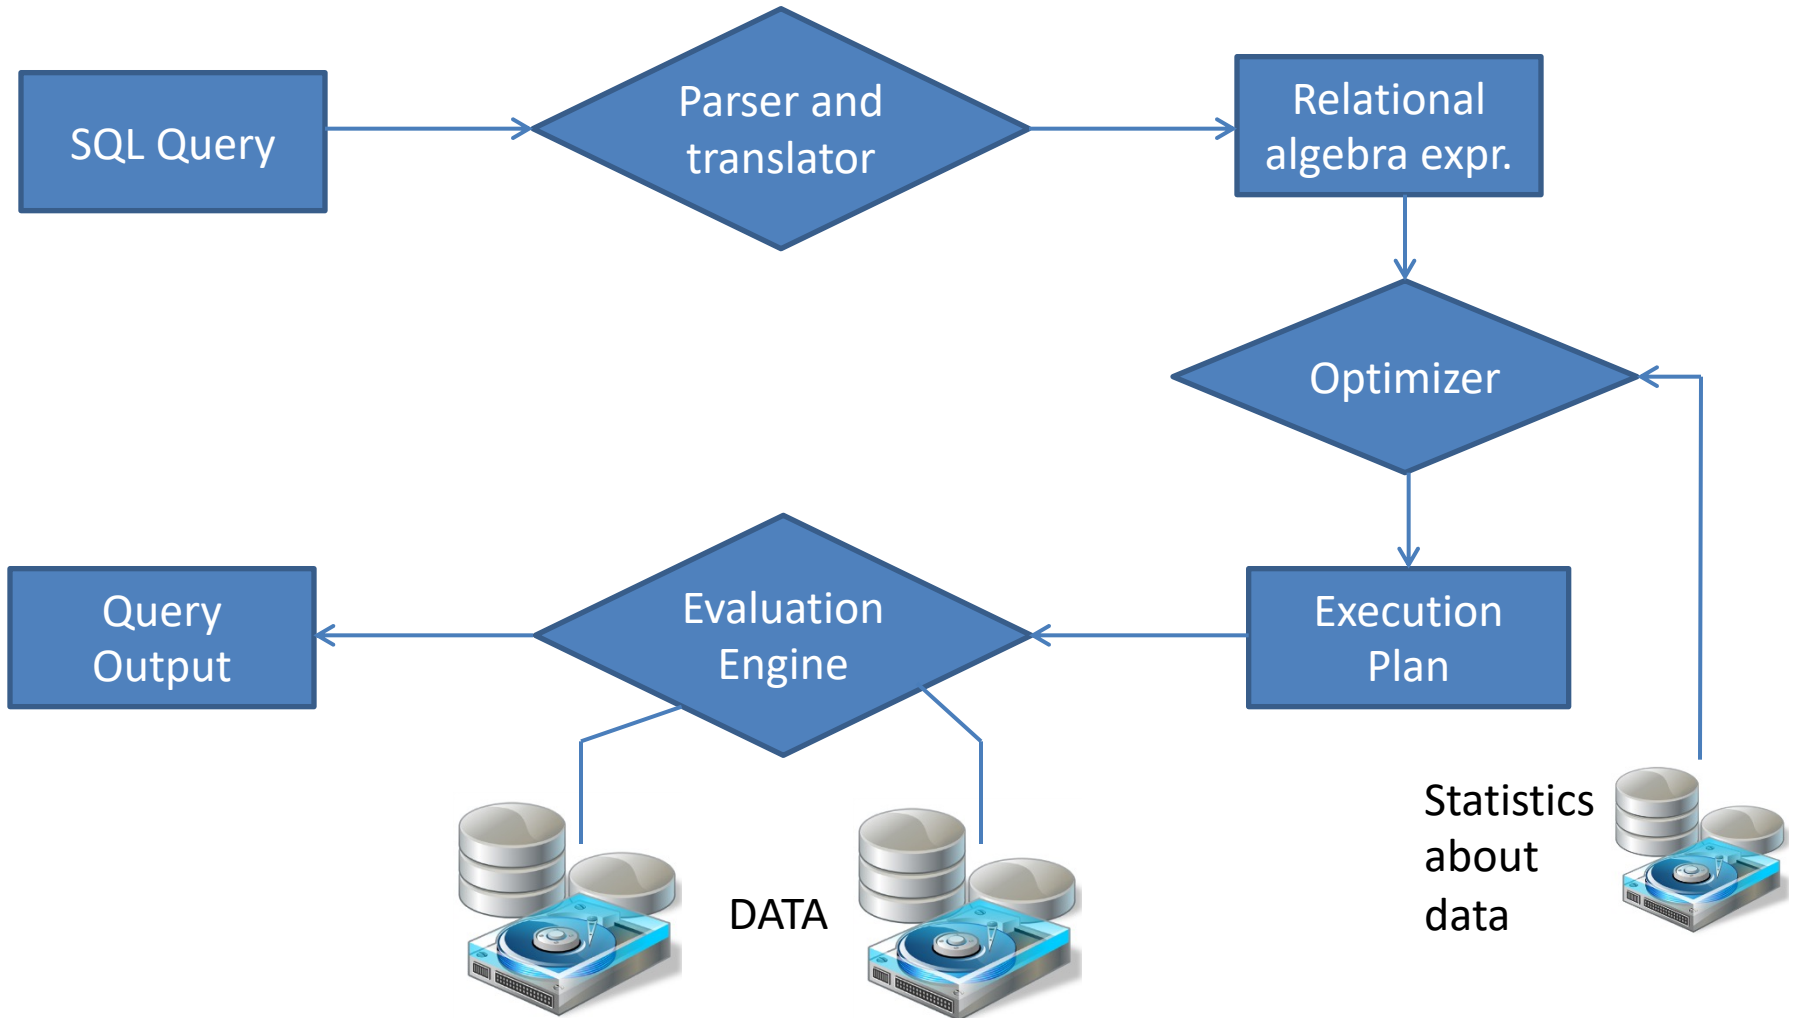 SQL Query
Parser and
translator
Relational
algebra expr.
Optimizer
Query
Output
Evaluation
Engine
Execution
Plan
DATA
Statistics
about
data